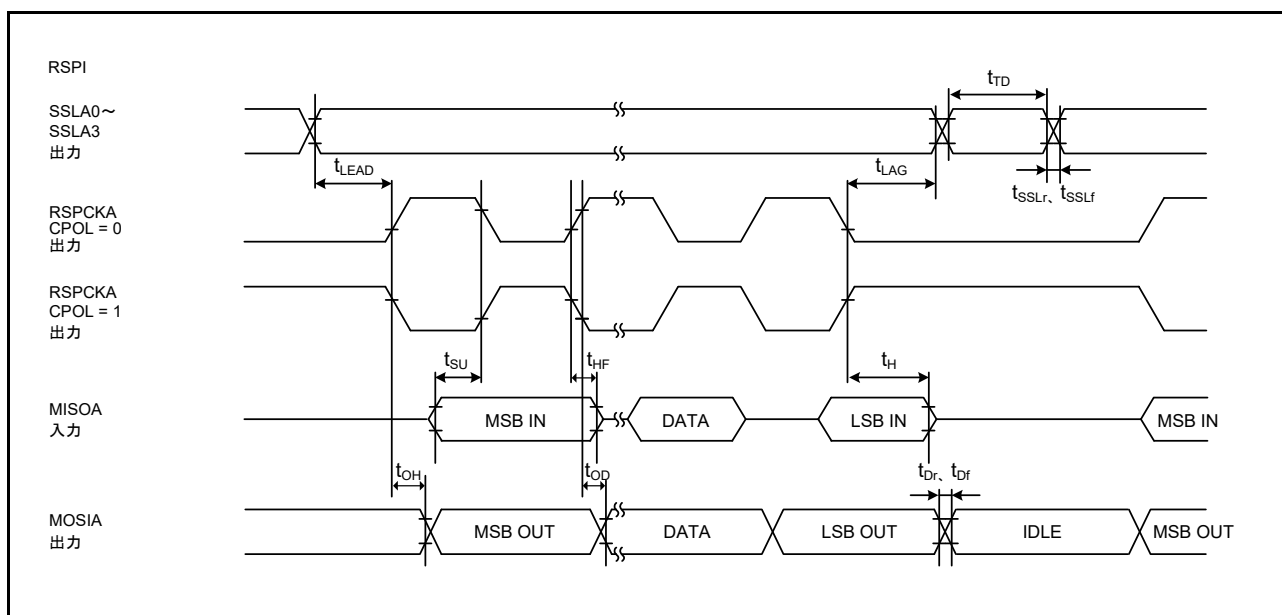 RSPI
SSLA0～
SSLA3
出力
tTD
tLEAD
tLAG
tSSLr、tSSLf
RSPCKA
CPOL = 0
出力
RSPCKA
CPOL = 1
出力
tSU
tHF
tH
MISOA
入力
MSB IN
DATA
LSB IN
MSB IN
tOH
tOD
tDr、tDf
MOSIA
出力
MSB OUT
DATA
LSB OUT
IDLE
MSB OUT